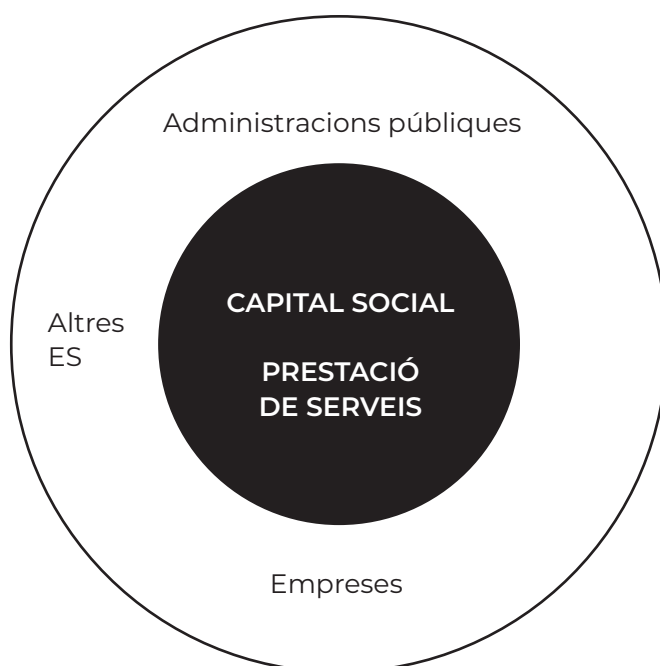 Administracions públiques
CAPITAL SOCIAL
Altres
ES
PRESTACIÓ
DE SERVEIS
Empreses